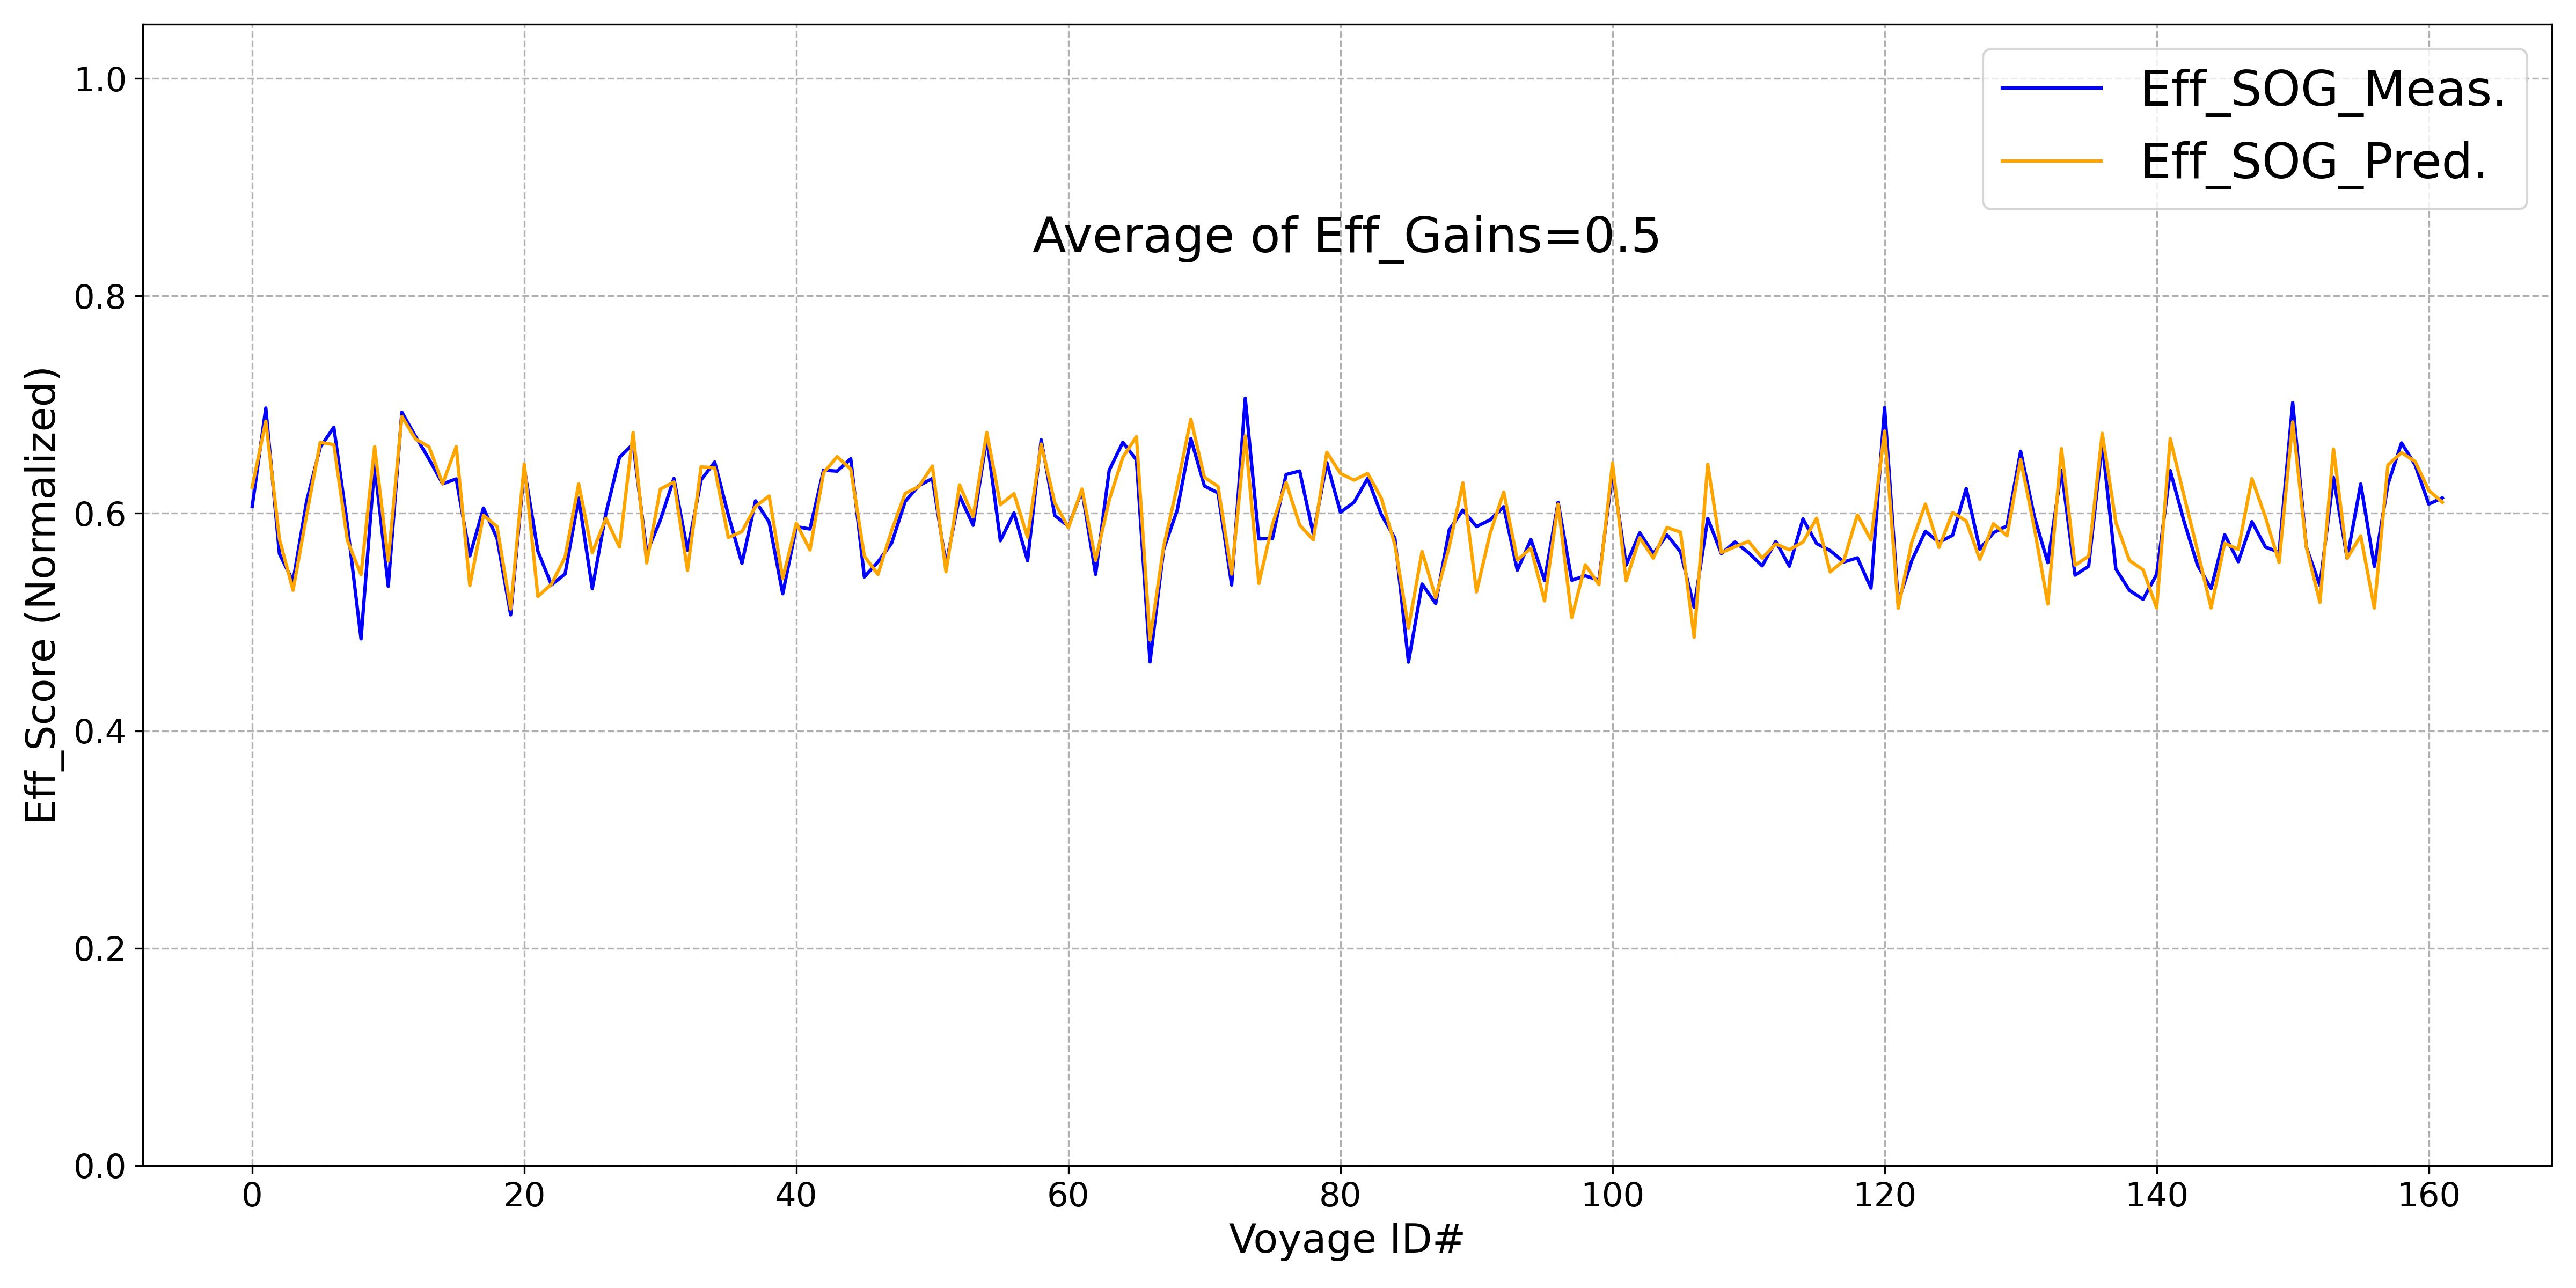 Eff_SOG_Meas.
Eff_SOG_Pred.
Average of Eff_Gains=0.5
Eff_Score (Normalized)
1.0
0.8
0.6
0.4
0.2
0.0
0 20 40 60 80 100 120 140 160
Voyage ID#